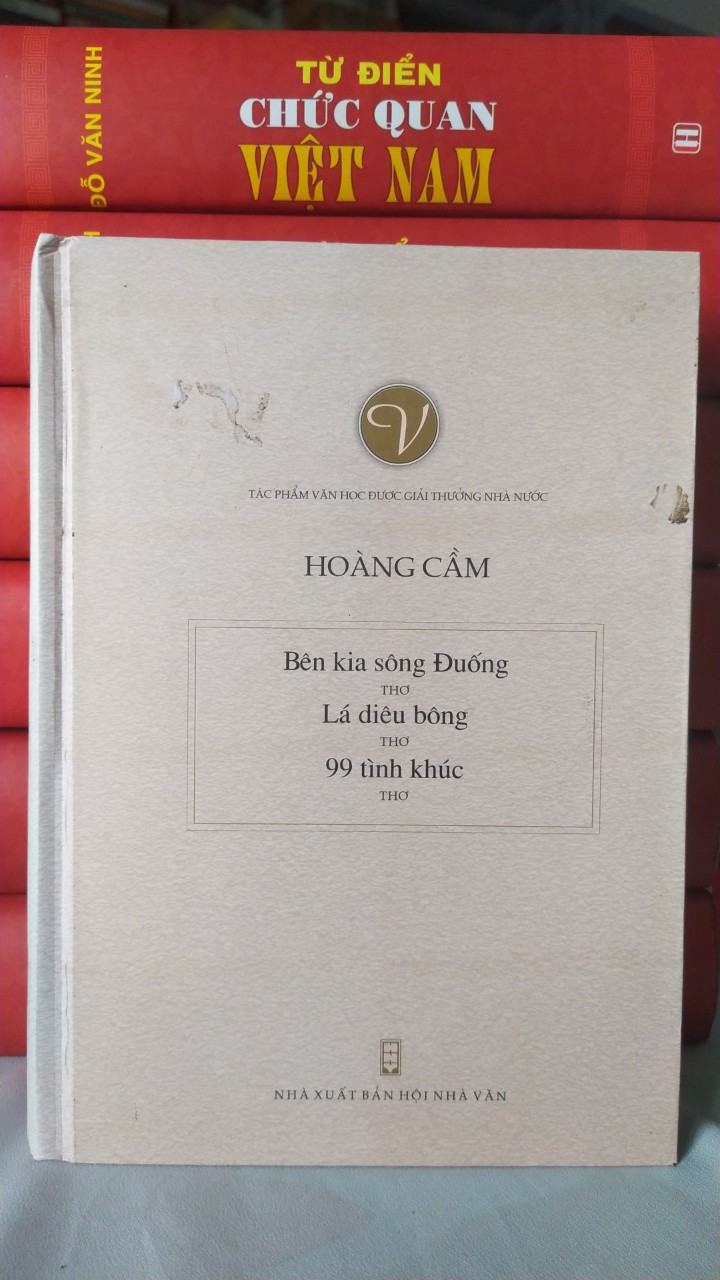 ĐỖ VĂN NINH
TỪ ĐIỂN
CHỨC QUAN
VIỆT NAM
H
V
TÁC PHẨM VĂN HỌC ĐƯỢC GIẢI THƯỞNG NHÀ NƯỚC
HOÀNG CẦM
Bên kia sông Đuống
THƠ
Lá diêu bông
THƠ
99 tình khúc
THƠ
NHÀ XUẤT BẢN HỘI NHÀ VĂN